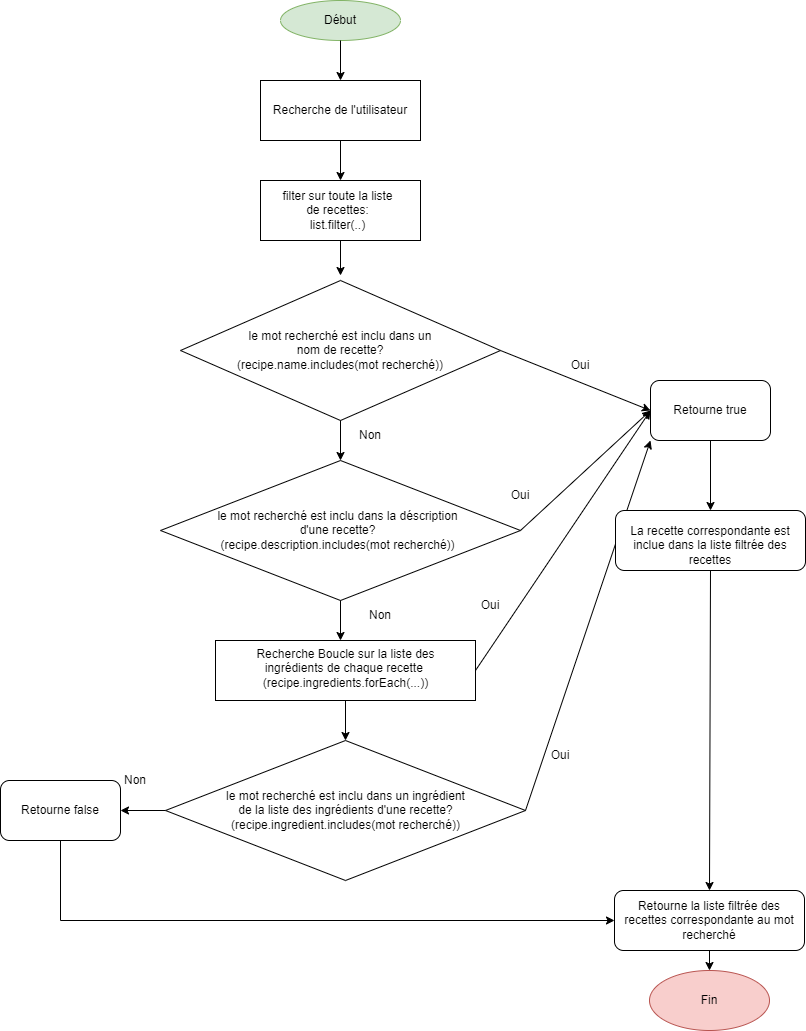 Début
Recherche de l'utilisateur
filter sur toute la liste
de recettes:
list.filter(..)
le mot recherché est inclu dans un
nom de recette?
(recipe.name.includes(mot recherché))
Oui
Retourne true
Non
le mot recherché est inclu dans la déscription
d'une recette?
(recipe.description.includes(mot recherché))
Oui
La recette correspondante est
inclue dans la liste filtrée des
recettes
Non
Oui
Recherche Boucle sur la liste des
ingrédients de chaque recette
(recipe.ingredients.forEach(...))
Oui
Non
le mot recherché est inclu dans un ingrédient
de la liste des ingrédients d'une recette?
(recipe.ingredient.includes(mot recherché))
Retourne false
Retourne la liste filtrée des
recettes correspondante au mot
recherché
Fin